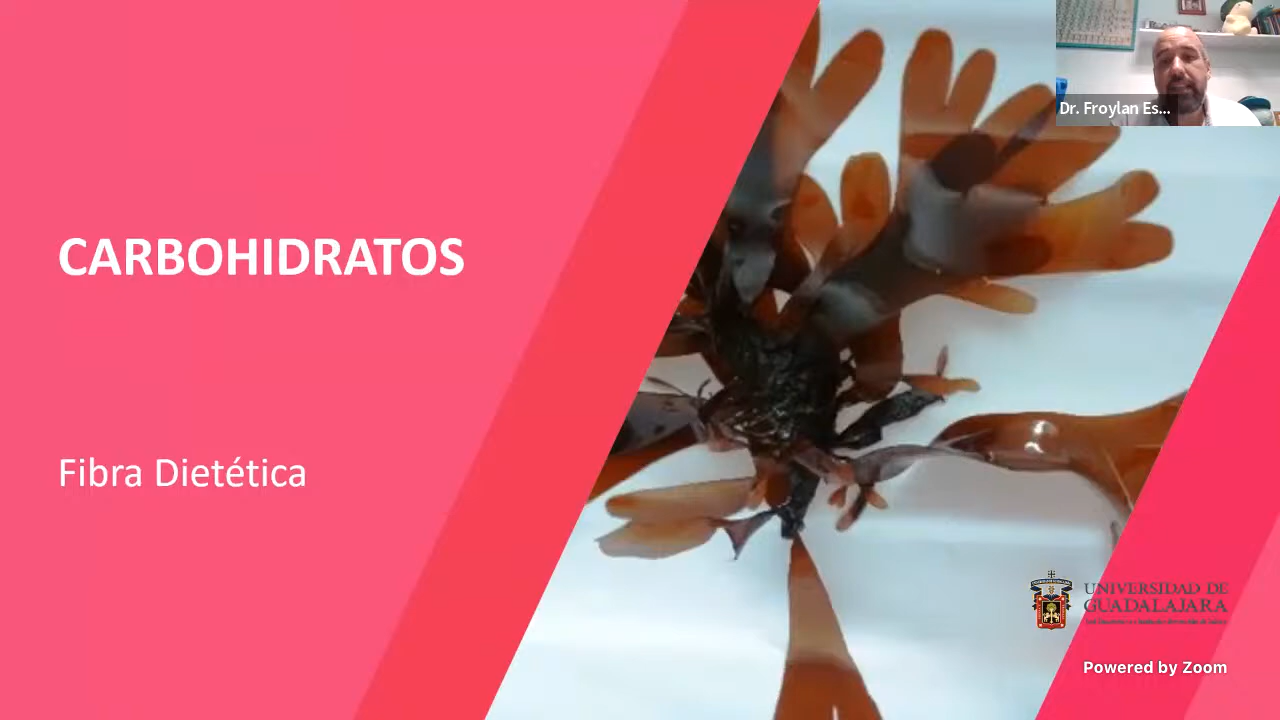 Dr. Froylan Es...
CARBOHIDRATOS
Fibra Dietética
UNIVERSIDAD DE
GUADALAJARA
Powered by Zoom